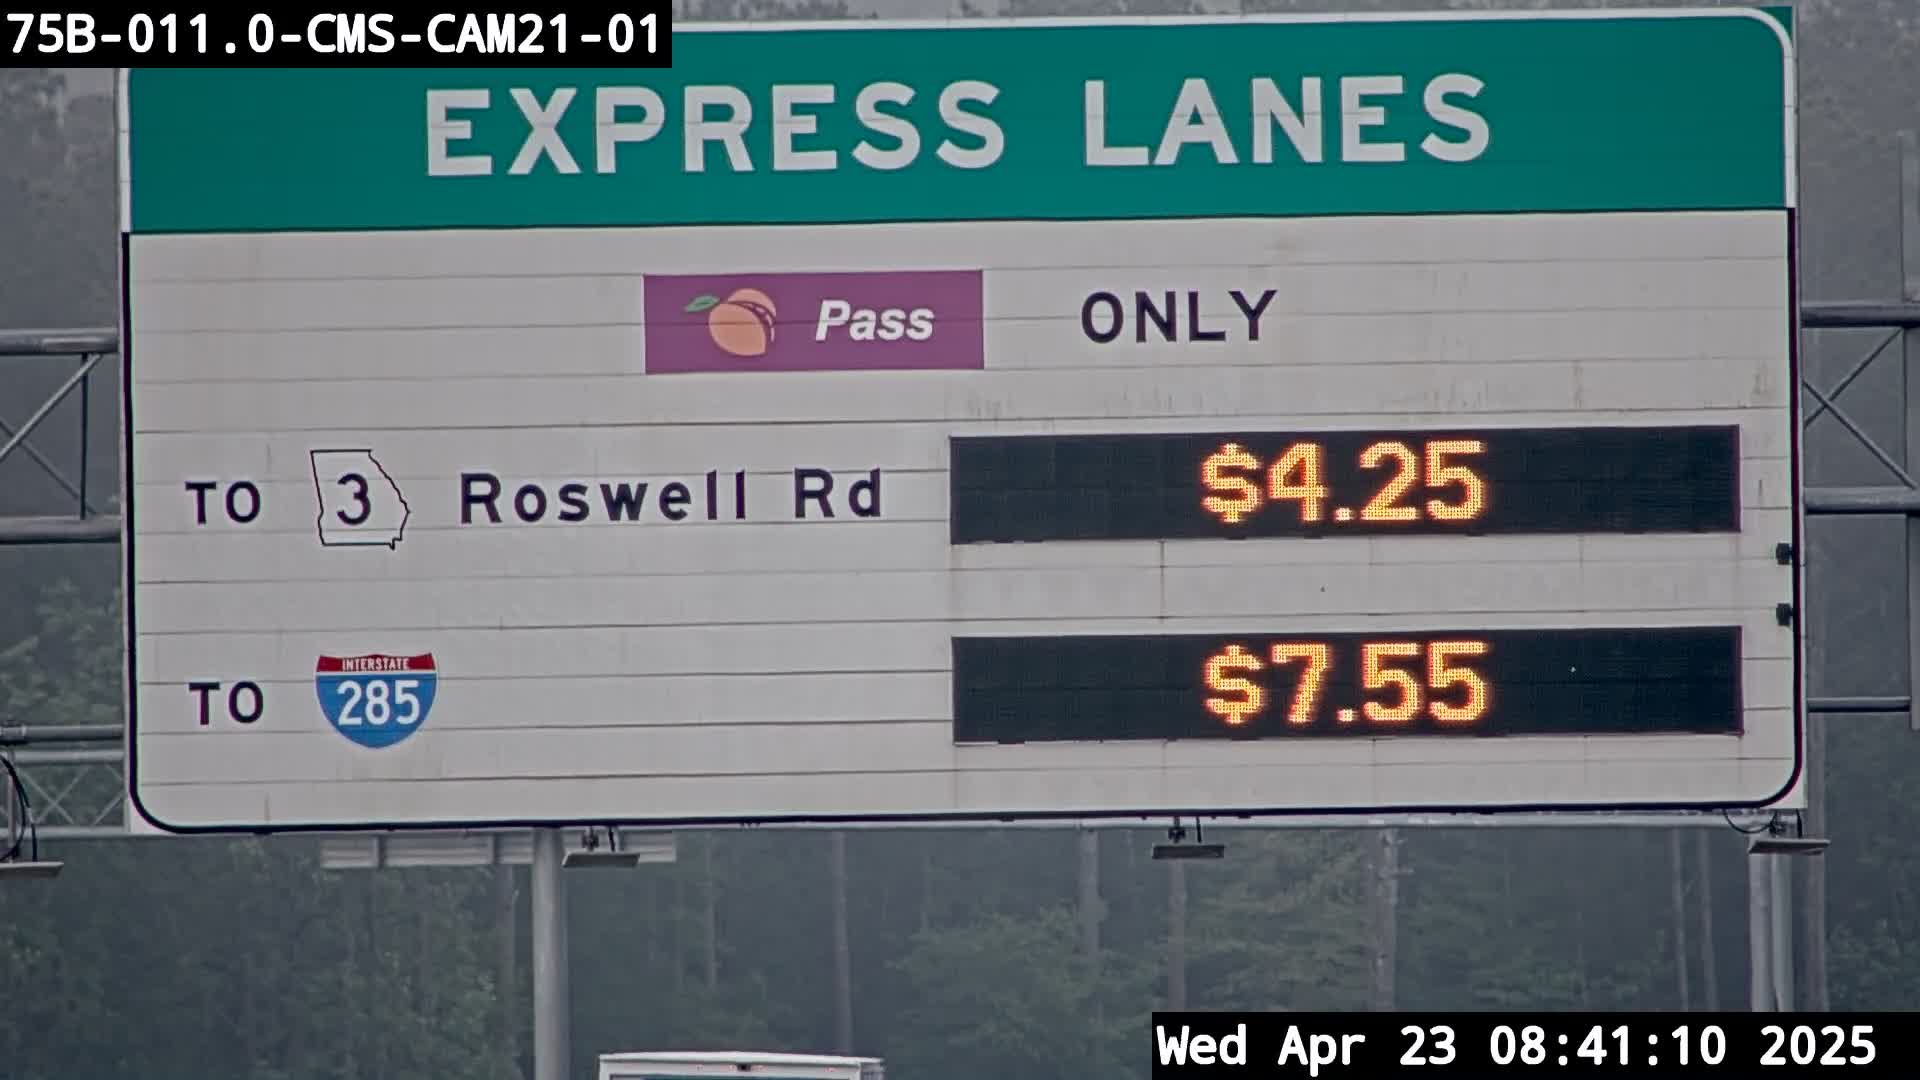 75B-011.0-CMS-CAM21-01
EXPRESS LANES
Pass ONLY
TO 3 Roswell Rd $4.25
TO INTERSTATE 285 $7.55
Wed Apr 23 08:41:10 2025